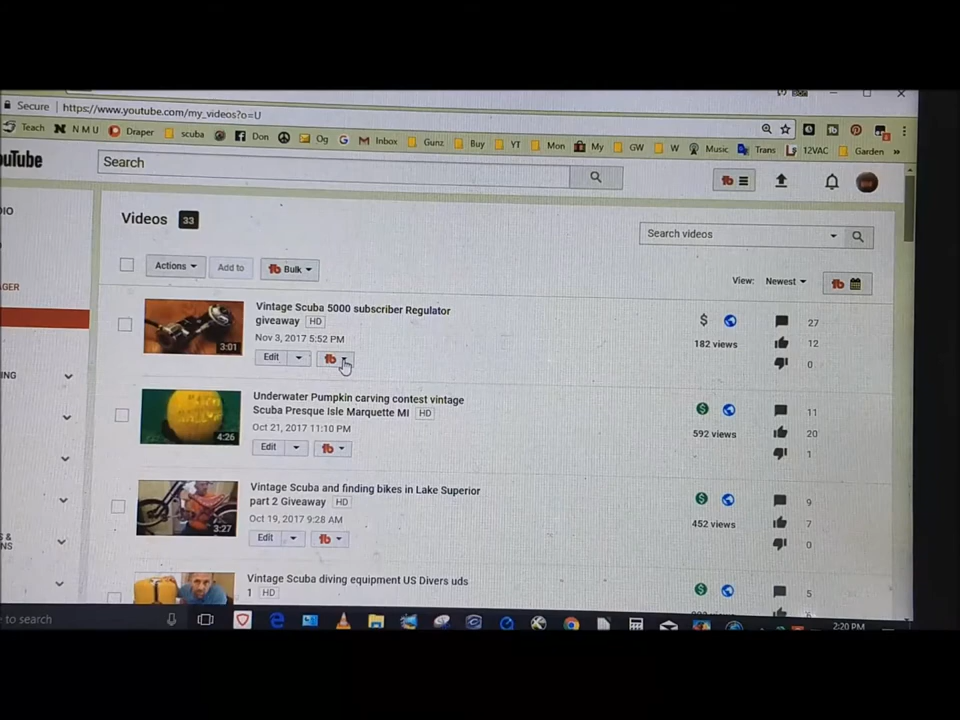 Secure https://www.youtube.com/my_videos?o=U
Teach N M U Draper scuba Don Og Inbox Gunz Buy YT Mon My GW W Music Trans 12VAC Garden »
ouTube Search
Videos 33 Search videos
Actions Add to Bulk View: Newest
Vintage Scuba 5000 subscriber Regulator
giveaway HD
Nov 3, 2017 5:52 PM
Edit
3:01
182 views
27
12
0
Underwater Pumpkin carving contest vintage
Scuba Presque Isle Marquette MI HD
Oct 21, 2017 11:10 PM
Edit
4:26
592 views
11
20
1
Vintage Scuba and finding bikes in Lake Superior
part 2 Giveaway HD
Oct 19, 2017 9:28 AM
Edit
3:27
452 views
9
7
0
Vintage Scuba diving equipment US Divers uds
1 HD
5
DIO
AGER
ING
S &
ONS
e to search
2:20 PM